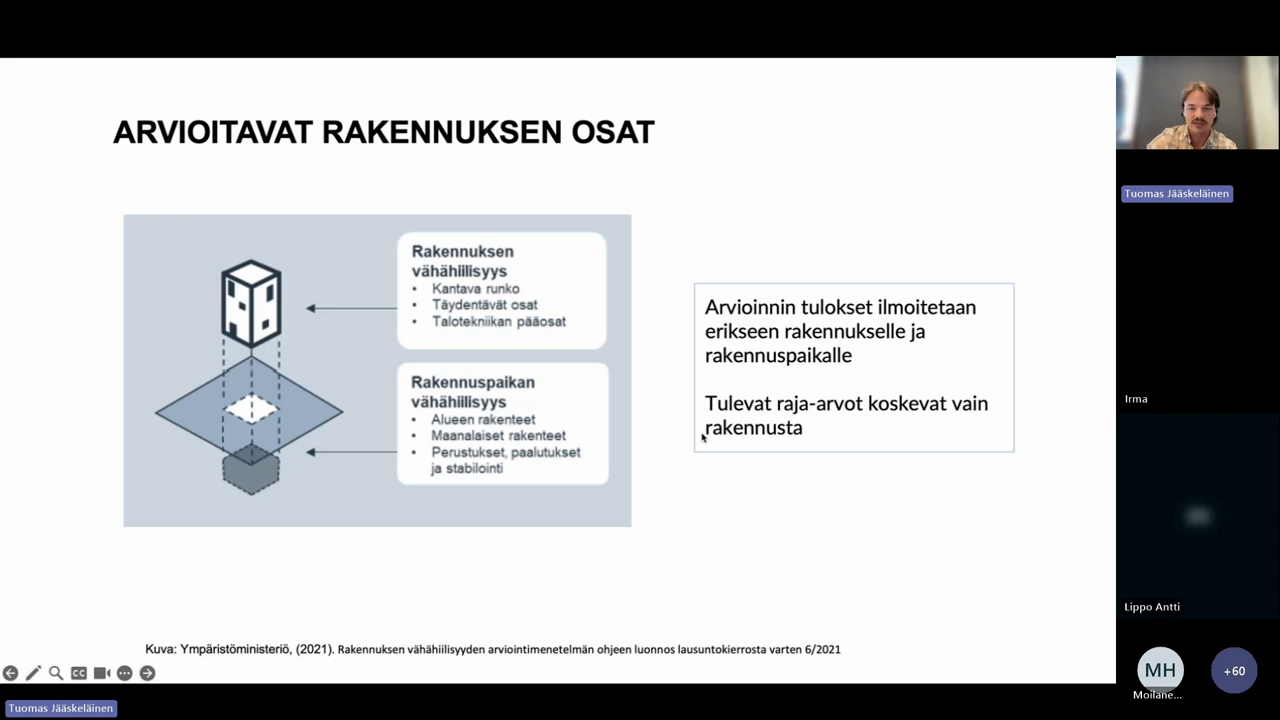 ARVIOITAVAT RAKENNUKSEN OSAT
Rakennuksen
vähähiilisyys
• Kantava runko
• Täydentävät osat
• Talotekniikan pääosat
Rakennuspaikan
vähähiilisyys
• Alueen rakenteet
• Maanalaiset rakenteet
• Perustukset, paalutukset
ja stabilointi
Arvioinnin tulokset ilmoitetaan
erikseen rakennukselle ja
rakennuspaikalle
Tulevat raja-arvot koskevat vain
rakennusta
Kuva: Ympäristöministeriö, (2021). Rakennuksen vähähiilisyyden arviointimenetelmän ohjeen luonnos lausuntokierrosta varten 6/2021
CC
Tuomas Jääskeläinen
Tuomas Jääskeläinen
Irma
Lippo Antti
MH
Moilane...
+60